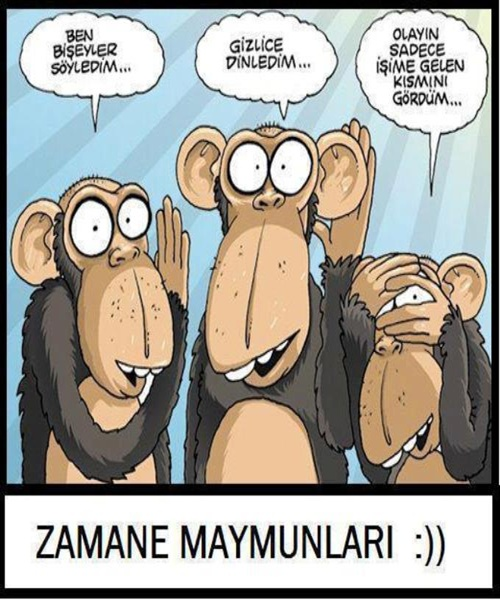 BEN
BİŞEYLER
SÖYLEDİM...
GİZLİCE
DİNLEDİM...
OLAYIN
SADECE
İŞİME GELEN
KISMINI
GÖRDÜM...
ZAMANE MAYMUNLARI :))